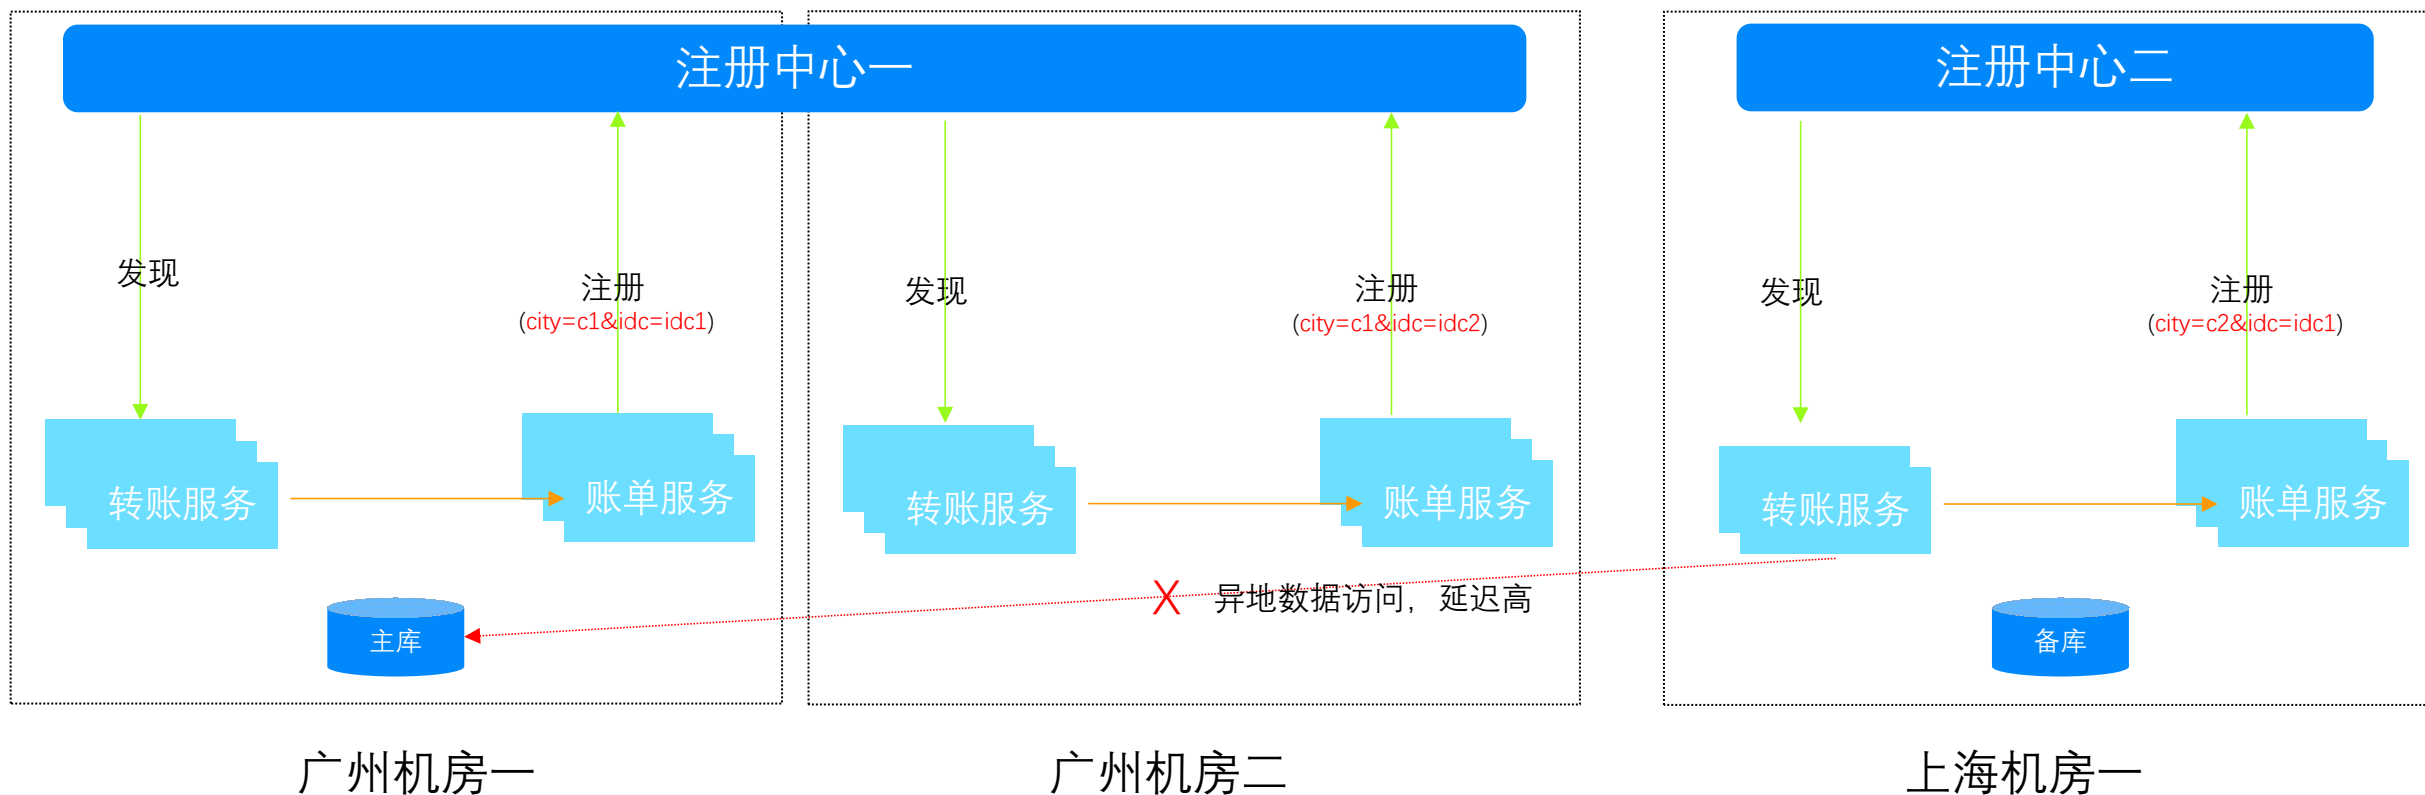 注册中心一
注册中心二
发现
注册
(city=c1&idc=idc1)
发现
注册
(city=c1&idc=idc2)
发现
注册
(city=c2&idc=idc1)
转账服务
账单服务
转账服务
账单服务
转账服务
账单服务
X 异地数据访问，延迟高
主库
备库
广州机房一
广州机房二
上海机房一